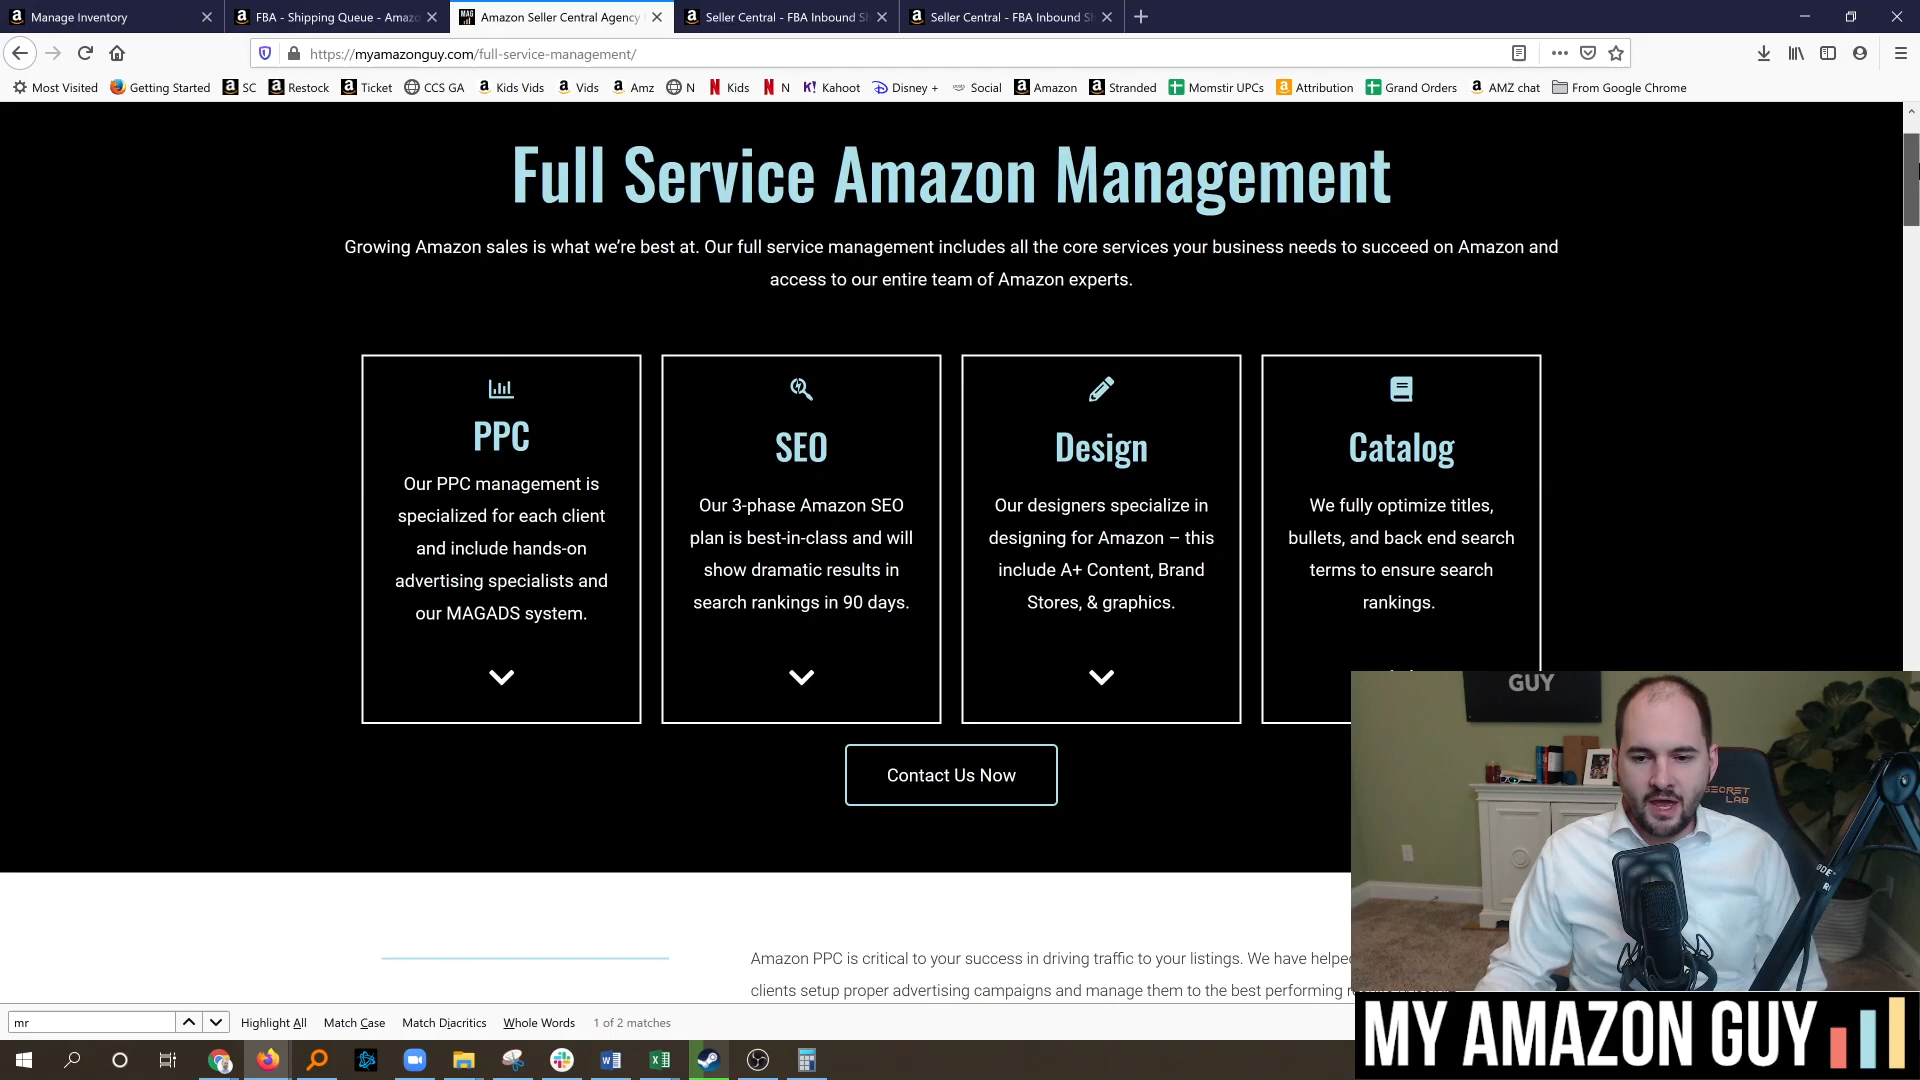 Manage Inventory
FBA - Shipping Queue - Amazo
MAG
Amazon Seller Central Agency
Seller Central - FBA Inbound S
Seller Central - FBA Inbound S
https://myamazonguy.com/full-service-management/
Most Visited
Getting Started
SC
Restock
Ticket
CCS GA
Kids Vids
Vids
Amz
N
Kids
N
Kahoot
Disney +
Social
Amazon
Stranded
Momstir UPCs
Attribution
Grand Orders
AMZ chat
From Google Chrome
Full Service Amazon Management
Growing Amazon sales is what we’re best at. Our full service management includes all the core services your business needs to succeed on Amazon and
access to our entire team of Amazon experts.
PPC
Our PPC management is
specialized for each client
and include hands-on
advertising specialists and
our MAGADS system.
SEO
Our 3-phase Amazon SEO
plan is best-in-class and will
show dramatic results in
search rankings in 90 days.
Design
Our designers specialize in
designing for Amazon – this
include A+ Content, Brand
Stores, & graphics.
Catalog
We fully optimize titles,
bullets, and back end search
terms to ensure search
rankings.
Contact Us Now
GUY
SECRET
LAB
Amazon PPC is critical to your success in driving traffic to your listings. We have helped
clients setup proper advertising campaigns and manage them to the best performing
mr
Highlight All
Match Case
Match Diacritics
Whole Words
1 of 2 matches
MY AMAZON GUY